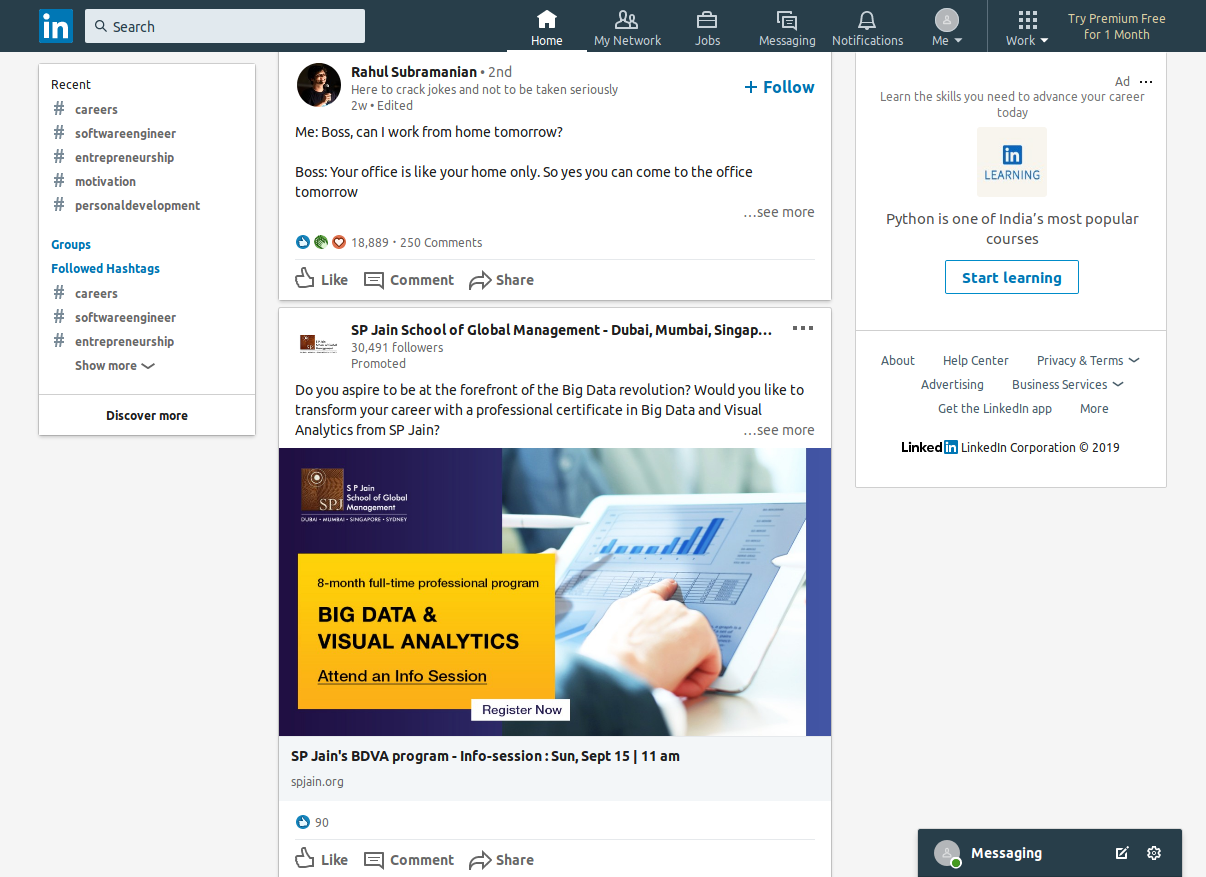 in
Search
Home
My Network
Jobs
Messaging
Notifications
Me
Work
Try Premium Free
for 1 Month
Recent
# careers
# softwareengineer
# entrepreneurship
# motivation
# personaldevelopment
Groups
Followed Hashtags
# careers
# softwareengineer
# entrepreneurship
Show more
Discover more
Rahul Subramanian • 2nd
Here to crack jokes and not to be taken seriously
2w • Edited
+ Follow
Me: Boss, can I work from home tomorrow?
Boss: Your office is like your home only. So yes you can come to the office
tomorrow
…see more
18,889 · 250 Comments
Like
Comment
Share
SP Jain School of Global Management - Dubai, Mumbai, Singap…
30,491 followers
Promoted
Do you aspire to be at the forefront of the Big Data revolution? Would you like to
transform your career with a professional certificate in Big Data and Visual
Analytics from SP Jain?
…see more
SPJ
S P Jain
School of Global
Management
DUBAI • MUMBAI • SINGAPORE • SYDNEY
8-month full-time professional program
BIG DATA &
VISUAL ANALYTICS
Attend an Info Session
Register Now
SP Jain's BDVA program - Info-session : Sun, Sept 15 | 11 am
spjain.org
90
Like
Comment
Share
Ad
Learn the skills you need to advance your career
today
in
LEARNING
Python is one of India’s most popular
courses
Start learning
About
Help Center
Privacy & Terms
Advertising
Business Services
Get the LinkedIn app
More
Linked in LinkedIn Corporation © 2019
Messaging